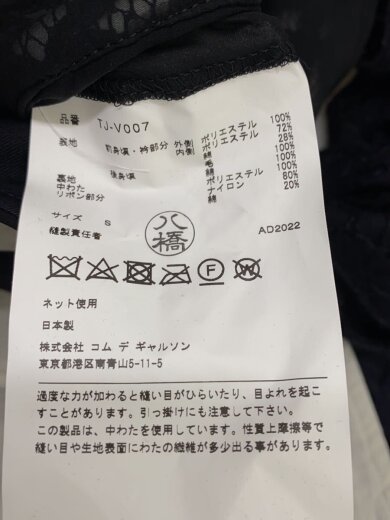 品番 TJ-V007
表地 前身頃・衿部分 外側 ポリエステル 100%
内側 ポリエステル 72%
綿 28%
後身頃 毛 100%
裏地 綿 100%
中わた ポリエステル 80%
リボン部分 ナイロン 20%
綿
サイズ S
縫製責任者 八橋 AD2022
F W
ネット使用
日本製
株式会社 コム デ ギャルソン
東京都港区南青山5-11-5
過度な力が加わると縫い目がひらいたり、目よれを起こ
すことがあります。引っ掛けにも注意して下さい。
この製品は、中わたを使用しています。性質上摩擦等で
縫い目や生地表面にわたの繊維が多少出る事があります。